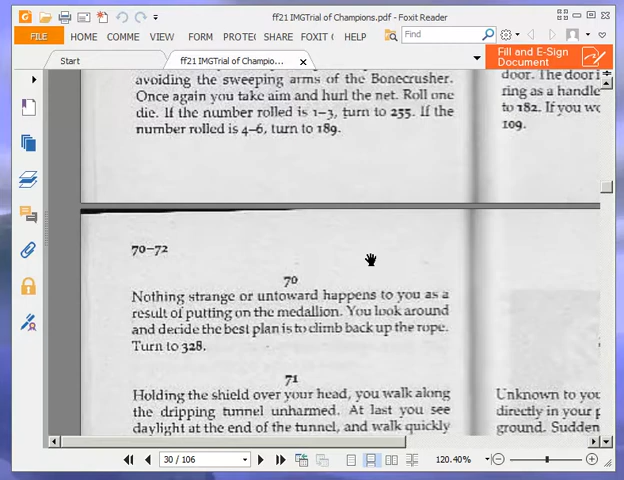 ff21 IMGTrial of Champions.pdf - Foxit Reader
FILE HOME COMME VIEW FORM PROTE( SHARE FOXIT ( HELP Find
Start ff21 IMGTrial of Champio... Fill and E-Sign Document
avoiding the sweeping arms of the Bonecrusher.
Once again you take aim and hurl the net. Roll one
die. If the number rolled is 1–3, turn to 255. If the
number rolled is 4–6, turn to 189.
door. The door i
ring as a handle
to 182. If you wo
109.
70–72
70
Nothing strange or untoward happens to you as a
result of putting on the medallion. You look around
and decide the best plan is to climb back up the rope.
Turn to 328.
71
Holding the shield over your head, you walk along
the dripping tunnel unharmed. At last you see
daylight at the end of the tunnel, and walk quickly
Unknown to you
directly in your p
ground. Sudden
30 / 106 120.40%